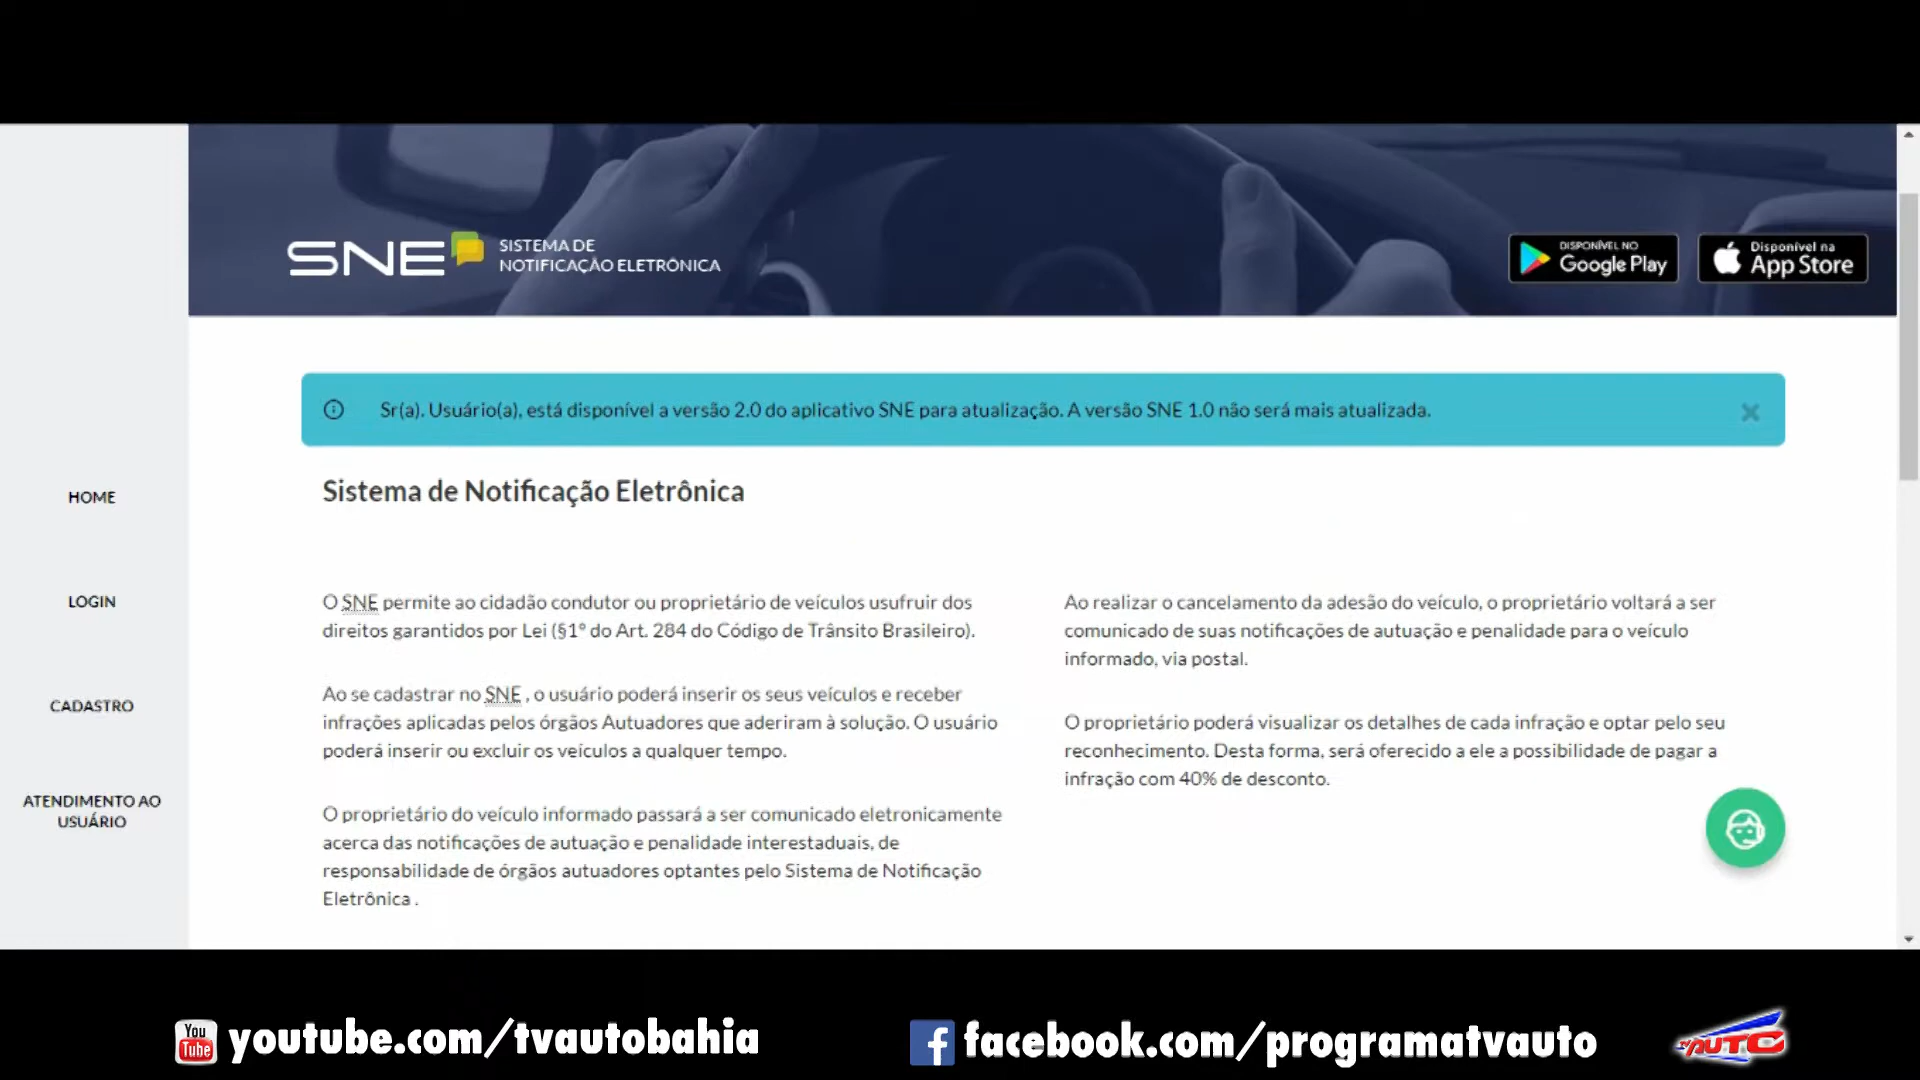 SNE
SISTEMA DE
NOTIFICAÇÃO ELETRÔNICA
DISPONÍVEL NO
Google Play
Disponível na
App Store
Sr(a). Usuário(a), está disponível a versão 2.0 do aplicativo SNE para atualização. A versão SNE 1.0 não será mais atualizada.
HOME
LOGIN
CADASTRO
ATENDIMENTO AO
USUÁRIO
Sistema de Notificação Eletrônica
O SNE permite ao cidadão condutor ou proprietário de veículos usufruir dos
direitos garantidos por Lei (§1º do Art. 284 do Código de Trânsito Brasileiro).
Ao se cadastrar no SNE , o usuário poderá inserir os seus veículos e receber
infrações aplicadas pelos órgãos Autuadores que aderiram à solução. O usuário
poderá inserir ou excluir os veículos a qualquer tempo.
O proprietário do veículo informado passará a ser comunicado eletronicamente
acerca das notificações de autuação e penalidade interestaduais, de
responsabilidade de órgãos autuadores optantes pelo Sistema de Notificação
Eletrônica .
Ao realizar o cancelamento da adesão do veículo, o proprietário voltará a ser
comunicado de suas notificações de autuação e penalidade para o veículo
informado, via postal.
O proprietário poderá visualizar os detalhes de cada infração e optar pelo seu
reconhecimento. Desta forma, será oferecido a ele a possibilidade de pagar a
infração com 40% de desconto.
You
Tube
youtube.com/tvautobahia
f
facebook.com/programatvauto
TV AUTO